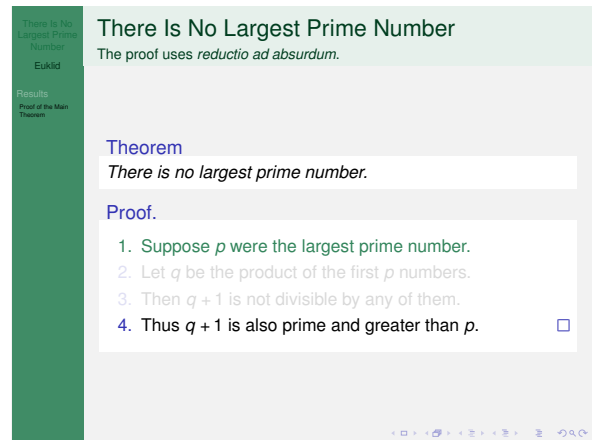 There Is No
Largest Prime
Number
Euklid
Results
Proof of the Main
Theorem
There Is No Largest Prime Number
The proof uses reductio ad absurdum.
Theorem
There is no largest prime number.
Proof.
1. Suppose p were the largest prime number.
2. Let q be the product of the first p numbers.
3. Then q + 1 is not divisible by any of them.
4. Thus q + 1 is also prime and greater than p. □